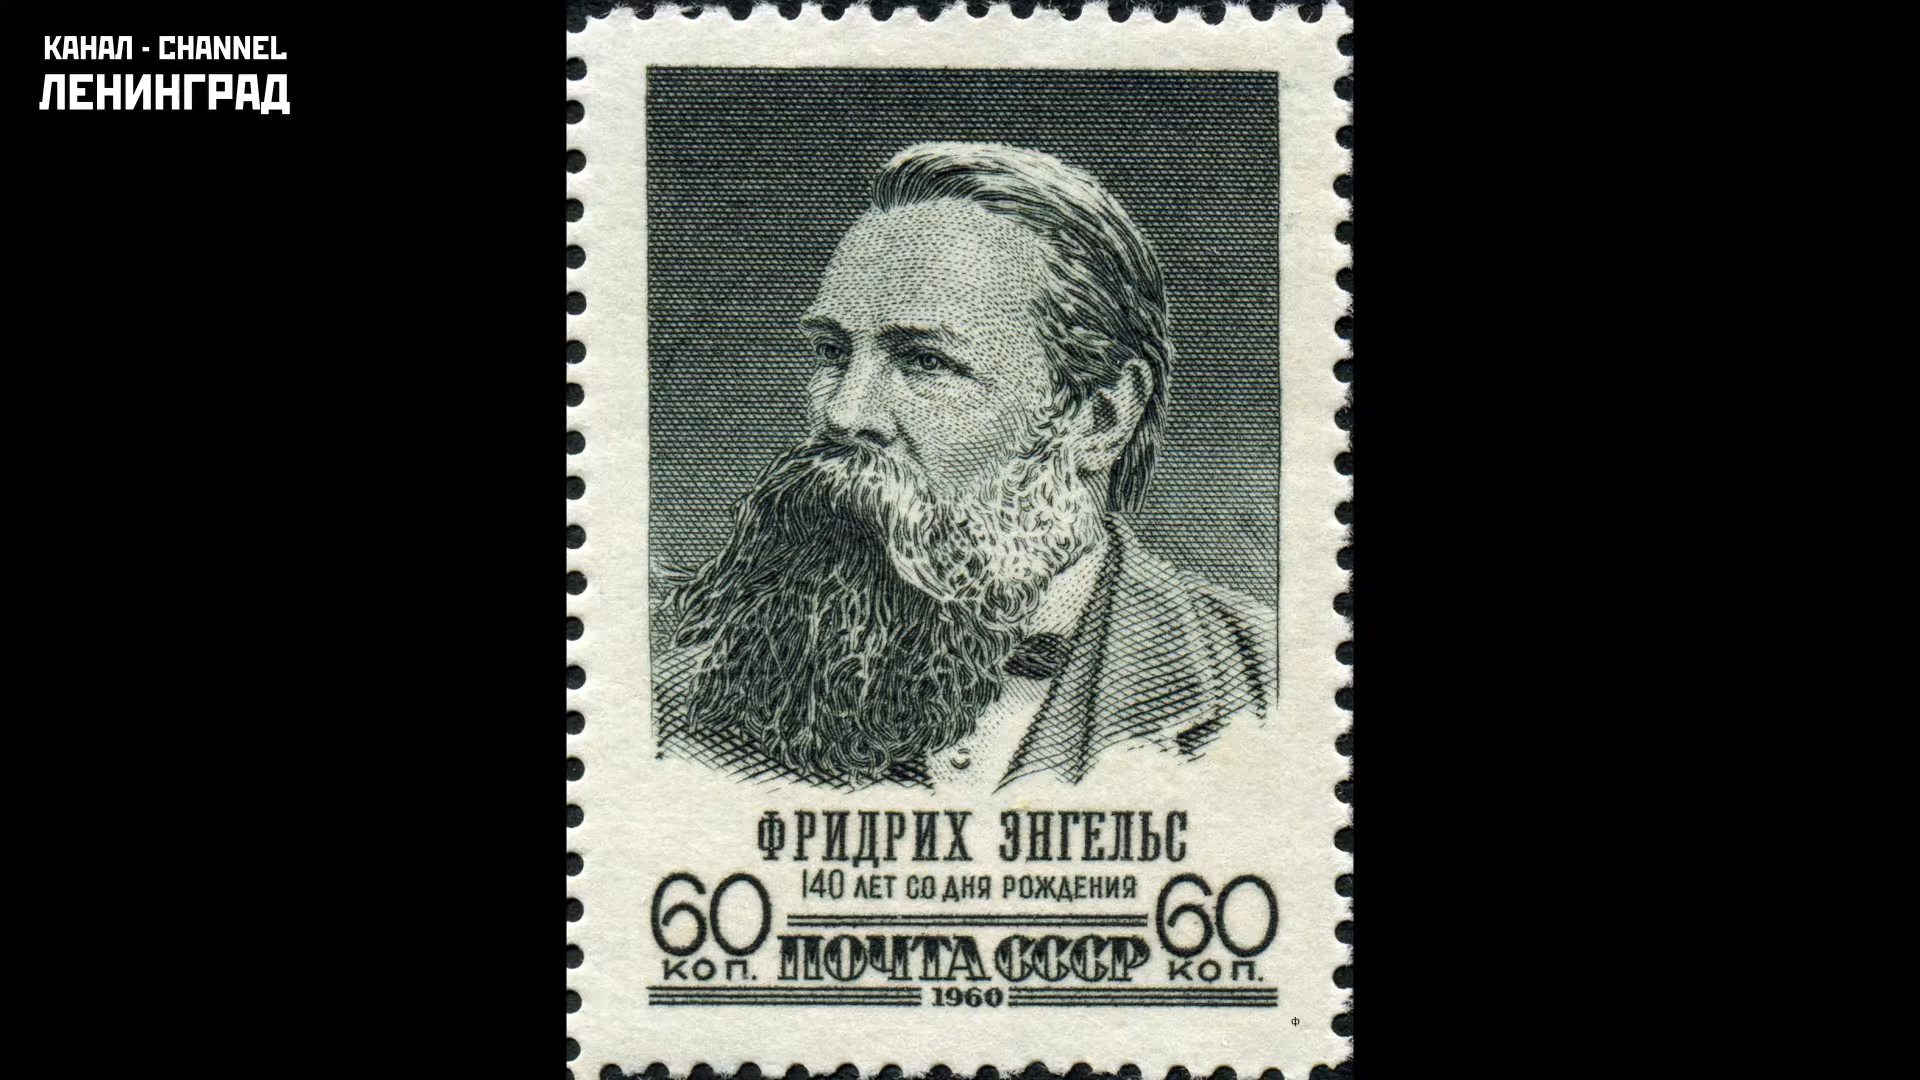 КАНАЛ - CHANNEL
ЛЕНИНГРАД
ФРИДРИХ ЭНГЕЛЬС
140 ЛЕТ СО ДНЯ РОЖДЕНИЯ
60 КОП. ПОЧТА СССР 60 КОП.
1960
ф